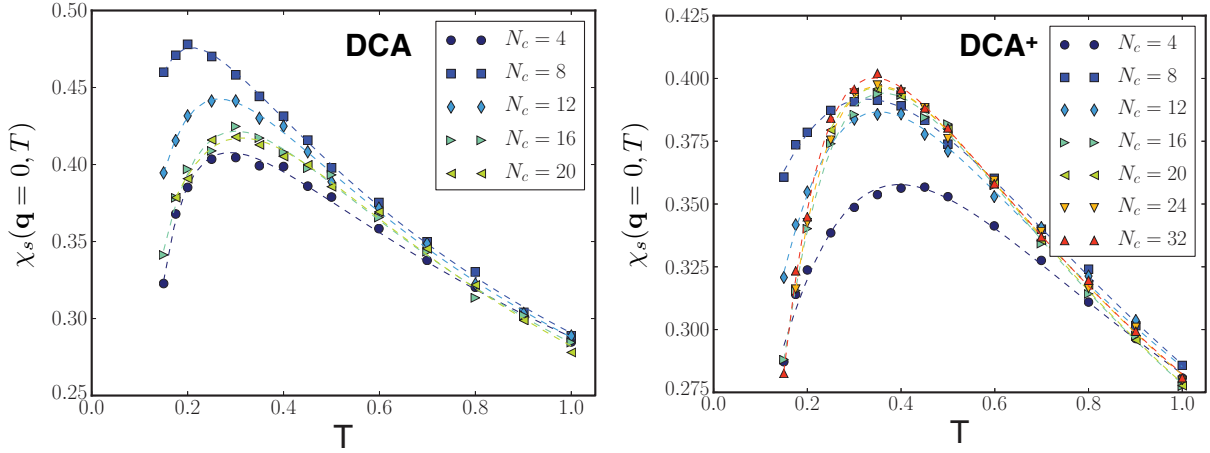 DCA
N_c = 4
N_c = 8
N_c = 12
N_c = 16
N_c = 20
χ_s(q = 0, T)
0.50
0.45
0.40
0.35
0.30
0.25
0.0 0.2 0.4 0.6 0.8 1.0
T
DCA⁺
N_c = 4
N_c = 8
N_c = 12
N_c = 16
N_c = 20
N_c = 24
N_c = 32
χ_s(q = 0, T)
0.425
0.400
0.375
0.350
0.325
0.300
0.275
0.0 0.2 0.4 0.6 0.8 1.0
T